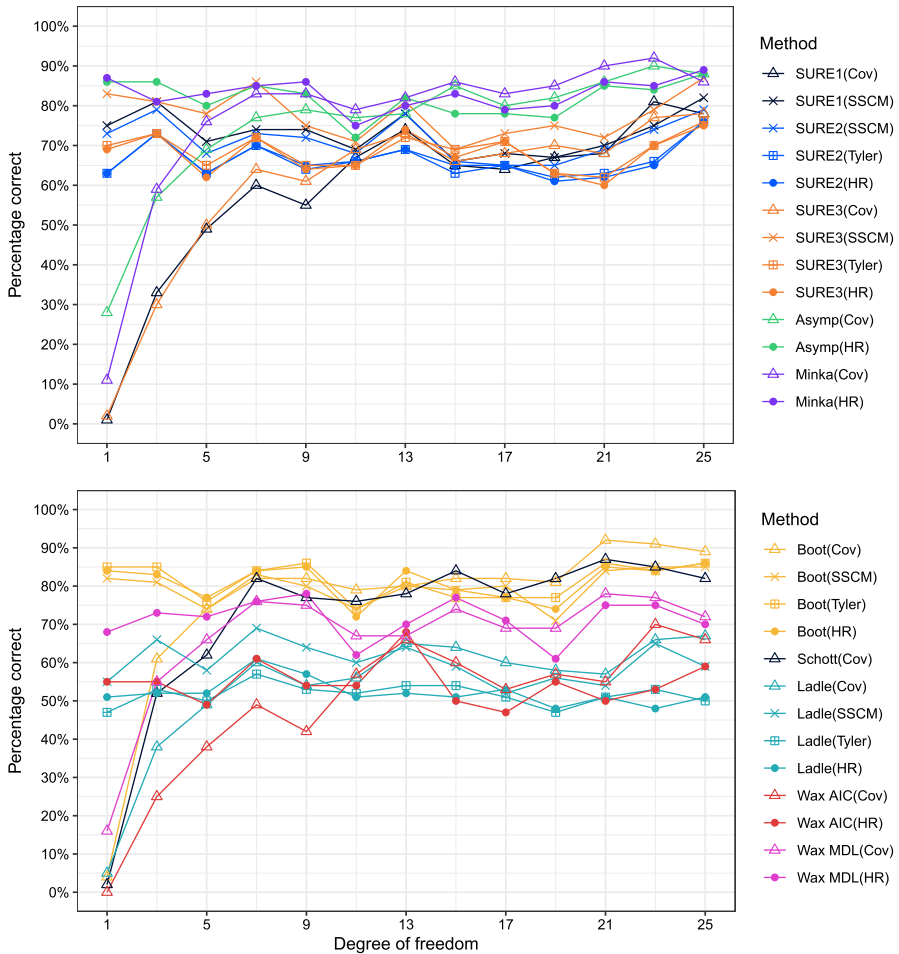 100%
90%
80%
70%
60%
50%
40%
30%
20%
10%
0%
Percentage correct
1 5 9 13 17 21 25
Method
SURE1(Cov)
SURE1(SSCM)
SURE2(SSCM)
SURE2(Tyler)
SURE2(HR)
SURE3(Cov)
SURE3(SSCM)
SURE3(Tyler)
SURE3(HR)
Asymp(Cov)
Asymp(HR)
Minka(Cov)
Minka(HR)
100%
90%
80%
70%
60%
50%
40%
30%
20%
10%
0%
Percentage correct
1 5 9 13 17 21 25
Degree of freedom
Method
Boot(Cov)
Boot(SSCM)
Boot(Tyler)
Boot(HR)
Schott(Cov)
Ladle(Cov)
Ladle(SSCM)
Ladle(Tyler)
Ladle(HR)
Wax AIC(Cov)
Wax AIC(HR)
Wax MDL(Cov)
Wax MDL(HR)